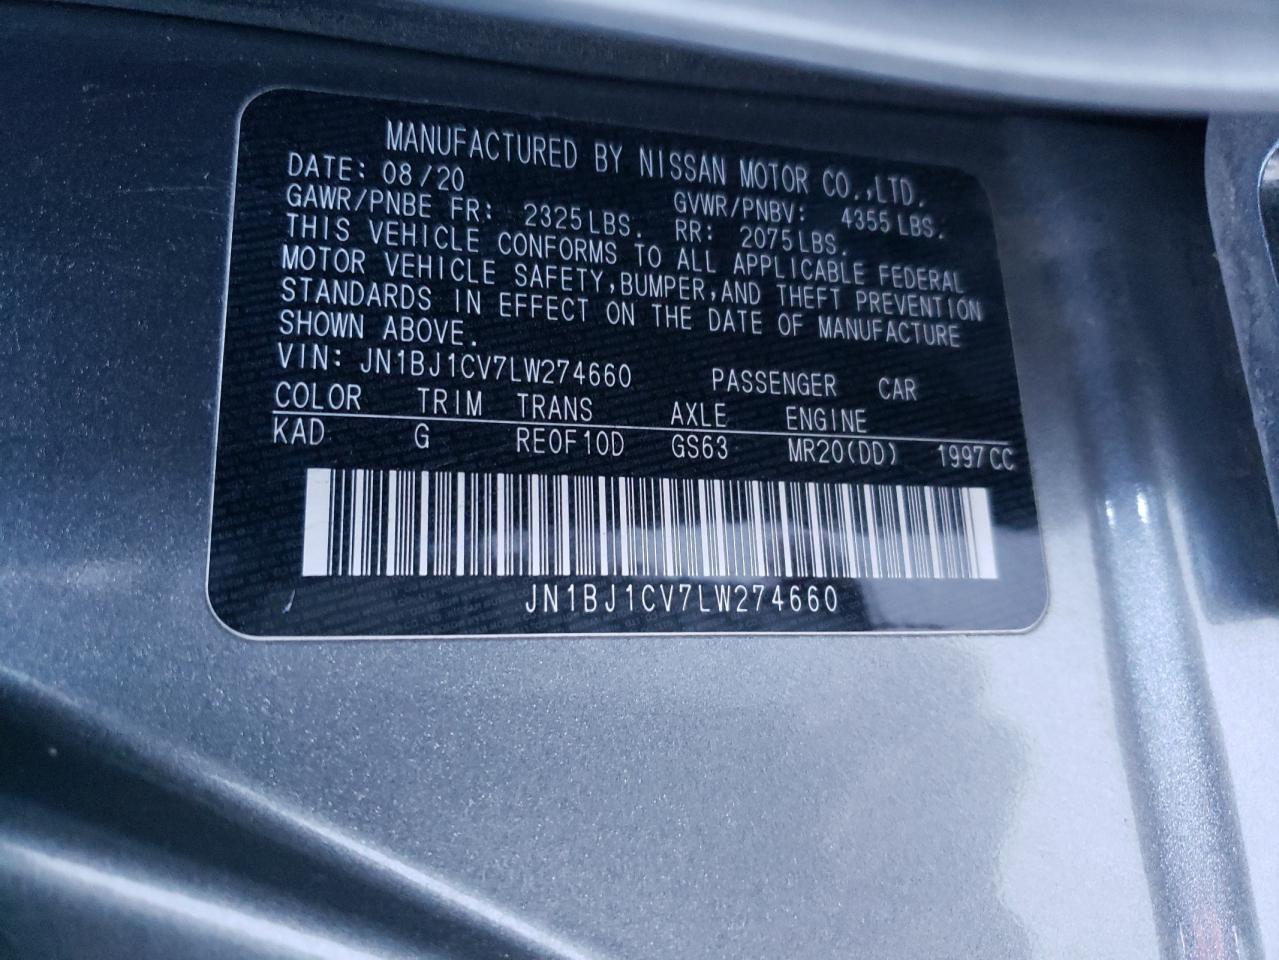 MANUFACTURED BY NISSAN MOTOR CO.,LTD.
DATE: 08/20 GVWR/PNBV: 4355 LBS.
GAWR/PNBE FR: 2325LBS. RR: 2075LBS.
THIS VEHICLE CONFORMS TO ALL APPLICABLE FEDERAL
MOTOR VEHICLE SAFETY,BUMPER,AND THEFT PREVENTION
STANDARDS IN EFFECT ON THE DATE OF MANUFACTURE
SHOWN ABOVE.
VIN: JN1BJ1CV7LW274660 PASSENGER CAR
COLOR TRIM TRANS AXLE ENGINE
KAD G RE0F10D GS63 MR20(DD) 1997CC
JN1BJ1CV7LW274660